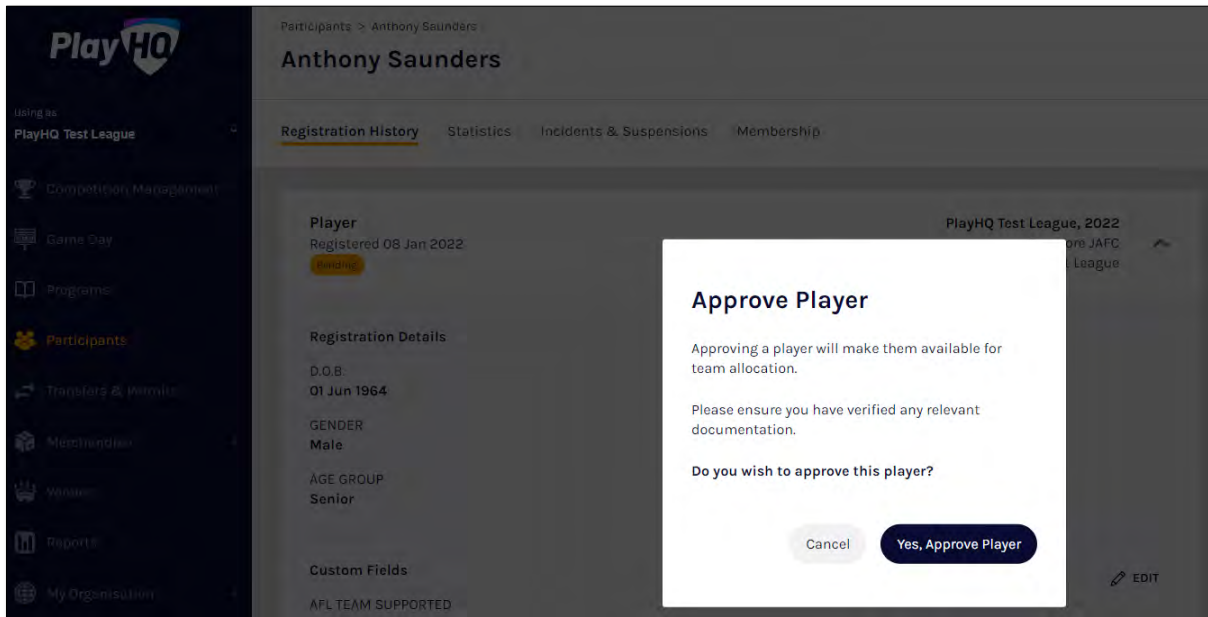 PlayHQ
Using as
PlayHQ Test League
Competition Management
Game Day
Programs
Participants
Transfers & Permits
Merchandise
Reports
My Organisation
Participants > Anthony Saunders
Anthony Saunders
Registration History Statistics Incidents & Suspensions Membership
Player
Registered 08 Jan 2022
Pending
PlayHQ Test League, 2022
ore JAFC
League
Registration Details
D.O.B.
01 Jun 1964
GENDER
Male
AGE GROUP
Senior
Custom Fields
EDIT
AFL TEAM SUPPORTED
Approve Player
Approving a player will make them available for
team allocation.
Please ensure you have verified any relevant
documentation.
Do you wish to approve this player?
Cancel Yes, Approve Player